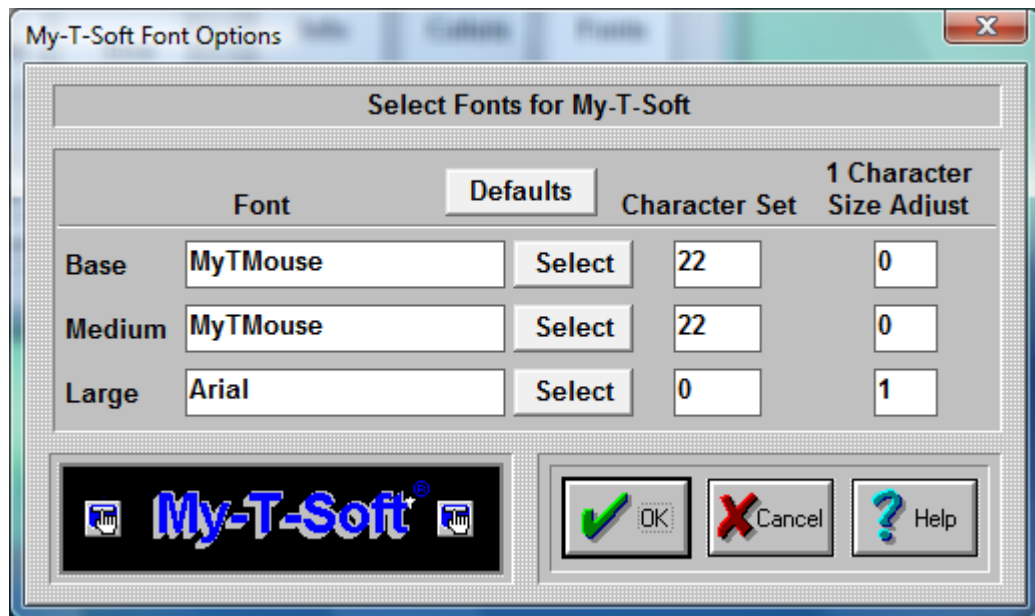 My-T-Soft Font Options
Select Fonts for My-T-Soft
Font Defaults Character Set 1 Character Size Adjust
Base MyTMouse Select 22 0
Medium MyTMouse Select 22 0
Large Arial Select 0 1
My-T-Soft® OK Cancel Help